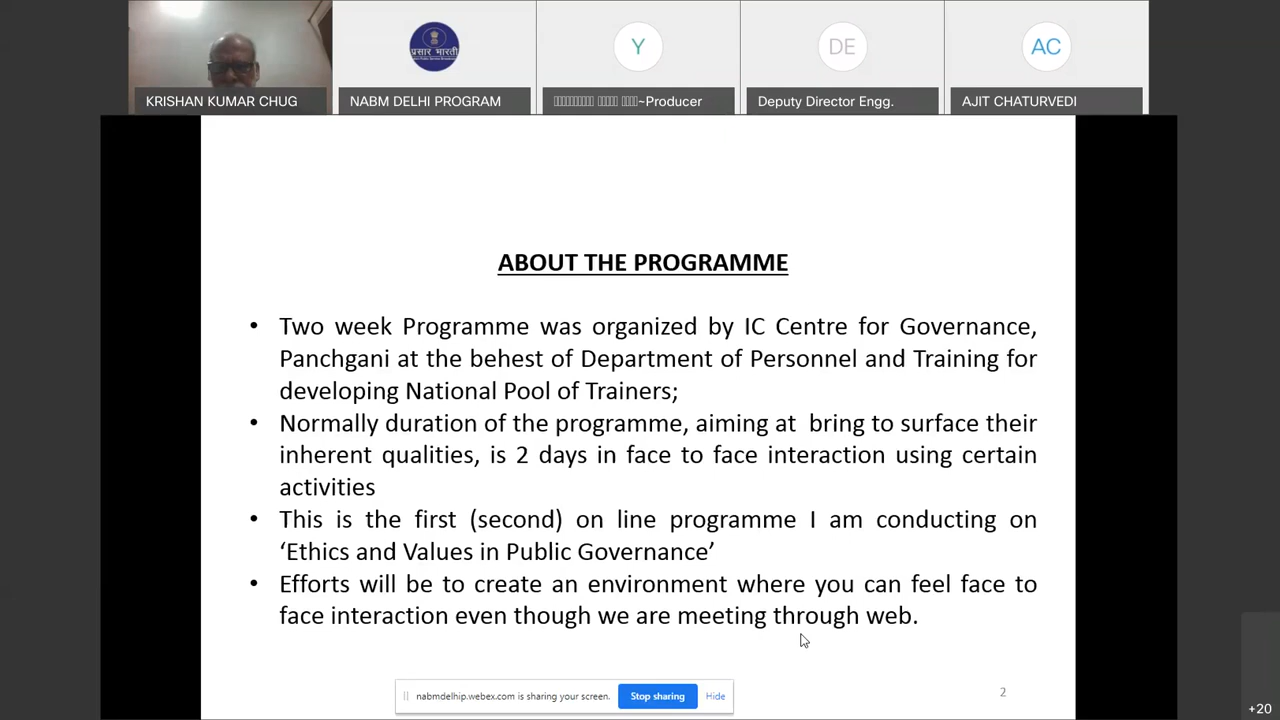 प्रसार भारती
Y
DE
AC
KRISHAN KUMAR CHUG
NABM DELHI PROGRAM
~Producer
Deputy Director Engg.
AJIT CHATURVEDI
ABOUT THE PROGRAMME
• Two week Programme was organized by IC Centre for Governance,
Panchgani at the behest of Department of Personnel and Training for
developing National Pool of Trainers;
• Normally duration of the programme, aiming at bring to surface their
inherent qualities, is 2 days in face to face interaction using certain
activities
• This is the first (second) on line programme I am conducting on
‘Ethics and Values in Public Governance’
• Efforts will be to create an environment where you can feel face to
face interaction even though we are meeting through web.
nabmdelhip.webex.com is sharing your screen.
Stop sharing
Hide
2
+20